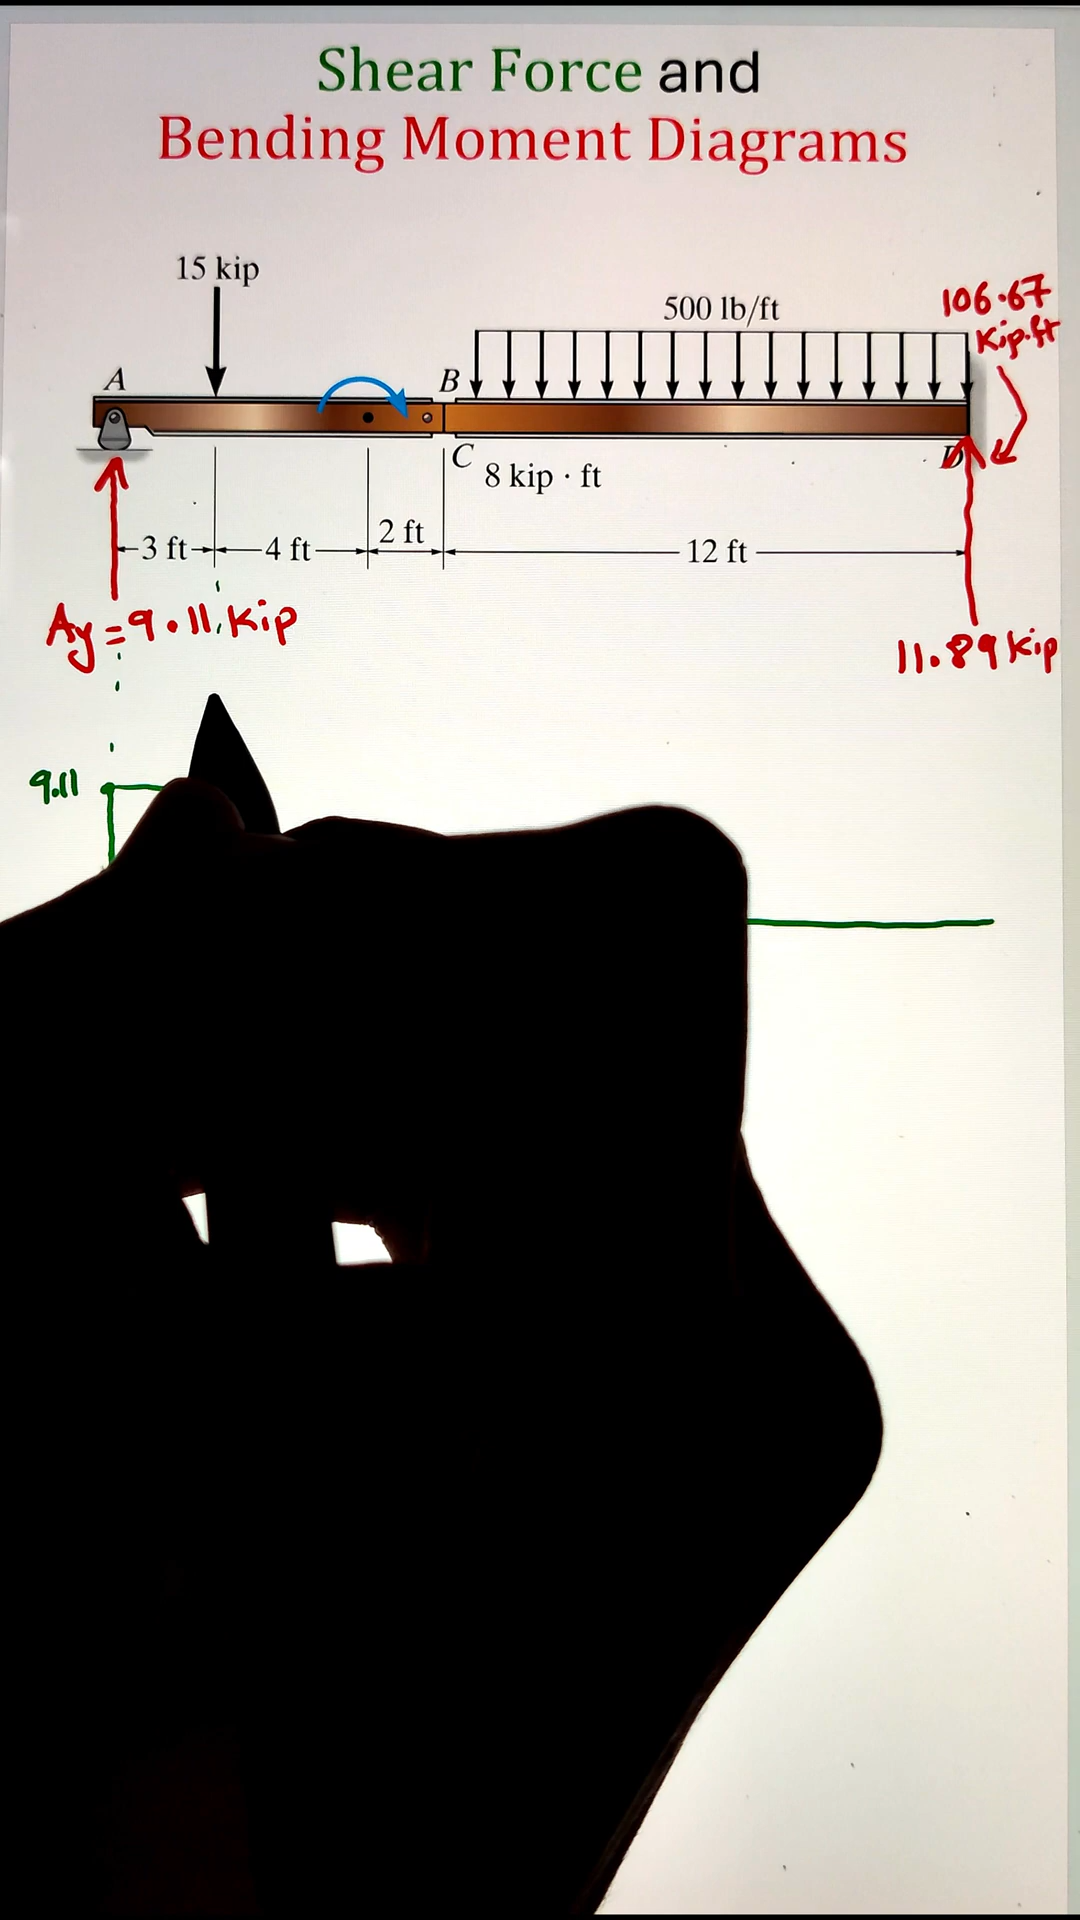 Shear Force and
Bending Moment Diagrams
15 kip
500 lb/ft
106.67
Kip.ft
A
B
C
8 kip · ft
D
3 ft
4 ft
2 ft
12 ft
Ay = 9.11 Kip
11.89 Kip
9.11